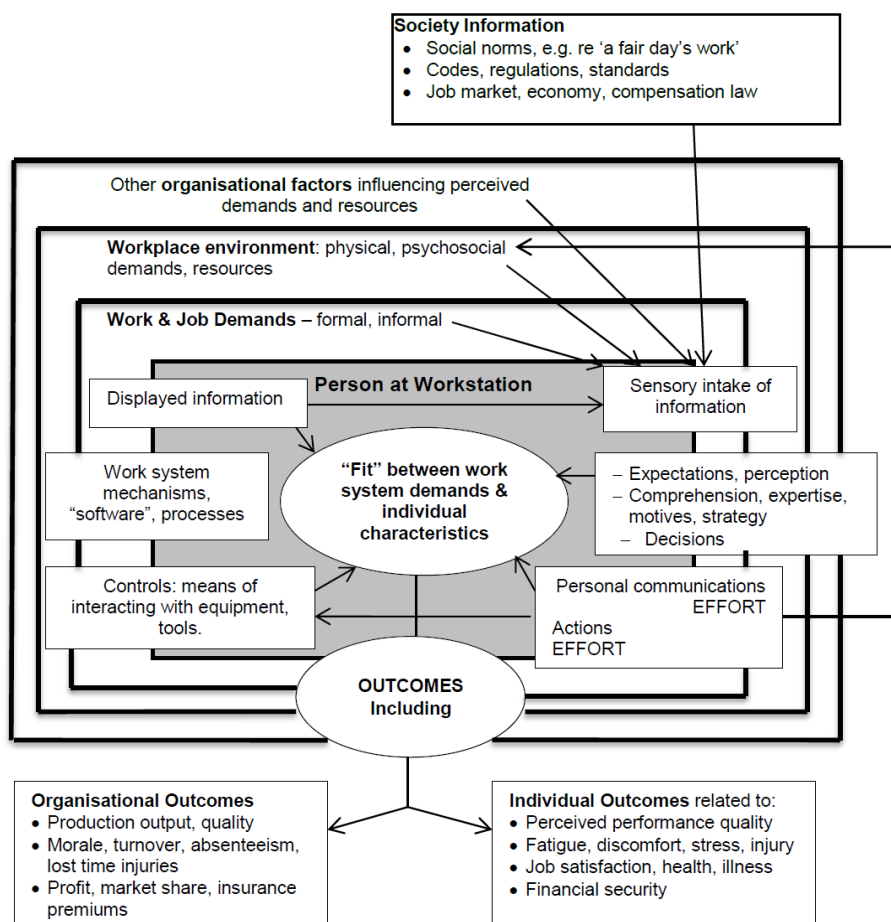 Society Information
• Social norms, e.g. re ‘a fair day’s work’
• Codes, regulations, standards
• Job market, economy, compensation law
Other organisational factors influencing perceived
demands and resources
Workplace environment: physical, psychosocial
demands, resources
Work & Job Demands – formal, informal
Person at Workstation
Displayed information
Sensory intake of
information
“Fit” between work
system demands &
individual
characteristics
Work system
mechanisms,
“software”, processes
– Expectations, perception
– Comprehension, expertise,
motives, strategy
– Decisions
Controls: means of
interacting with equipment,
tools.
Personal communications
EFFORT
Actions
EFFORT
OUTCOMES
Including
Organisational Outcomes
• Production output, quality
• Morale, turnover, absenteeism,
lost time injuries
• Profit, market share, insurance
premiums
Individual Outcomes related to:
• Perceived performance quality
• Fatigue, discomfort, stress, injury
• Job satisfaction, health, illness
• Financial security